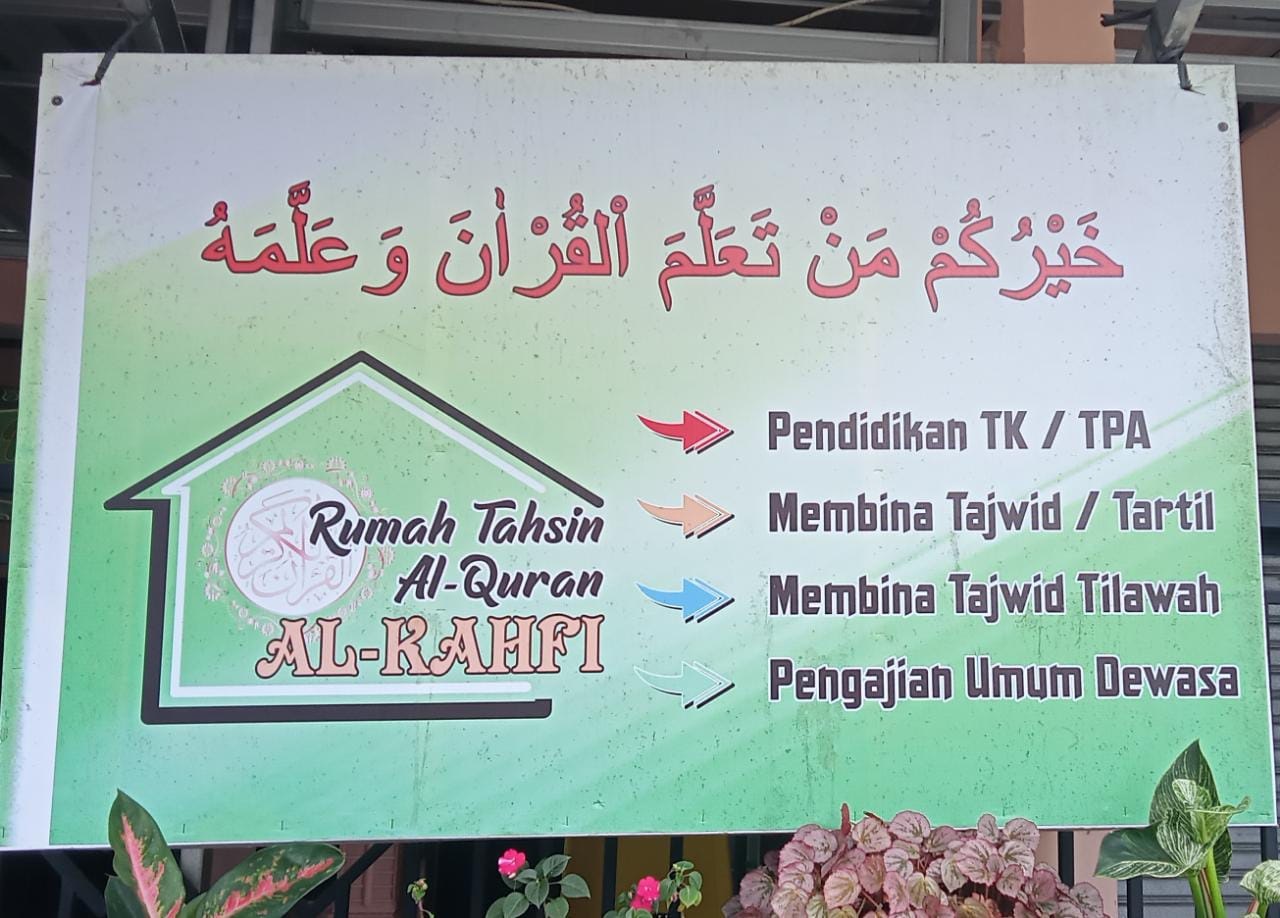 خَيْرُكُمْ مَنْ تَعَلَّمَ الْقُرْاٰنَ وَ عَلَّمَهُ
Rumah Tahsin
Al-Quran
AL-KAHFI
Pendidikan TK / TPA
Membina Tajwid / Tartil
Membina Tajwid Tilawah
Pengajian Umum Dewasa